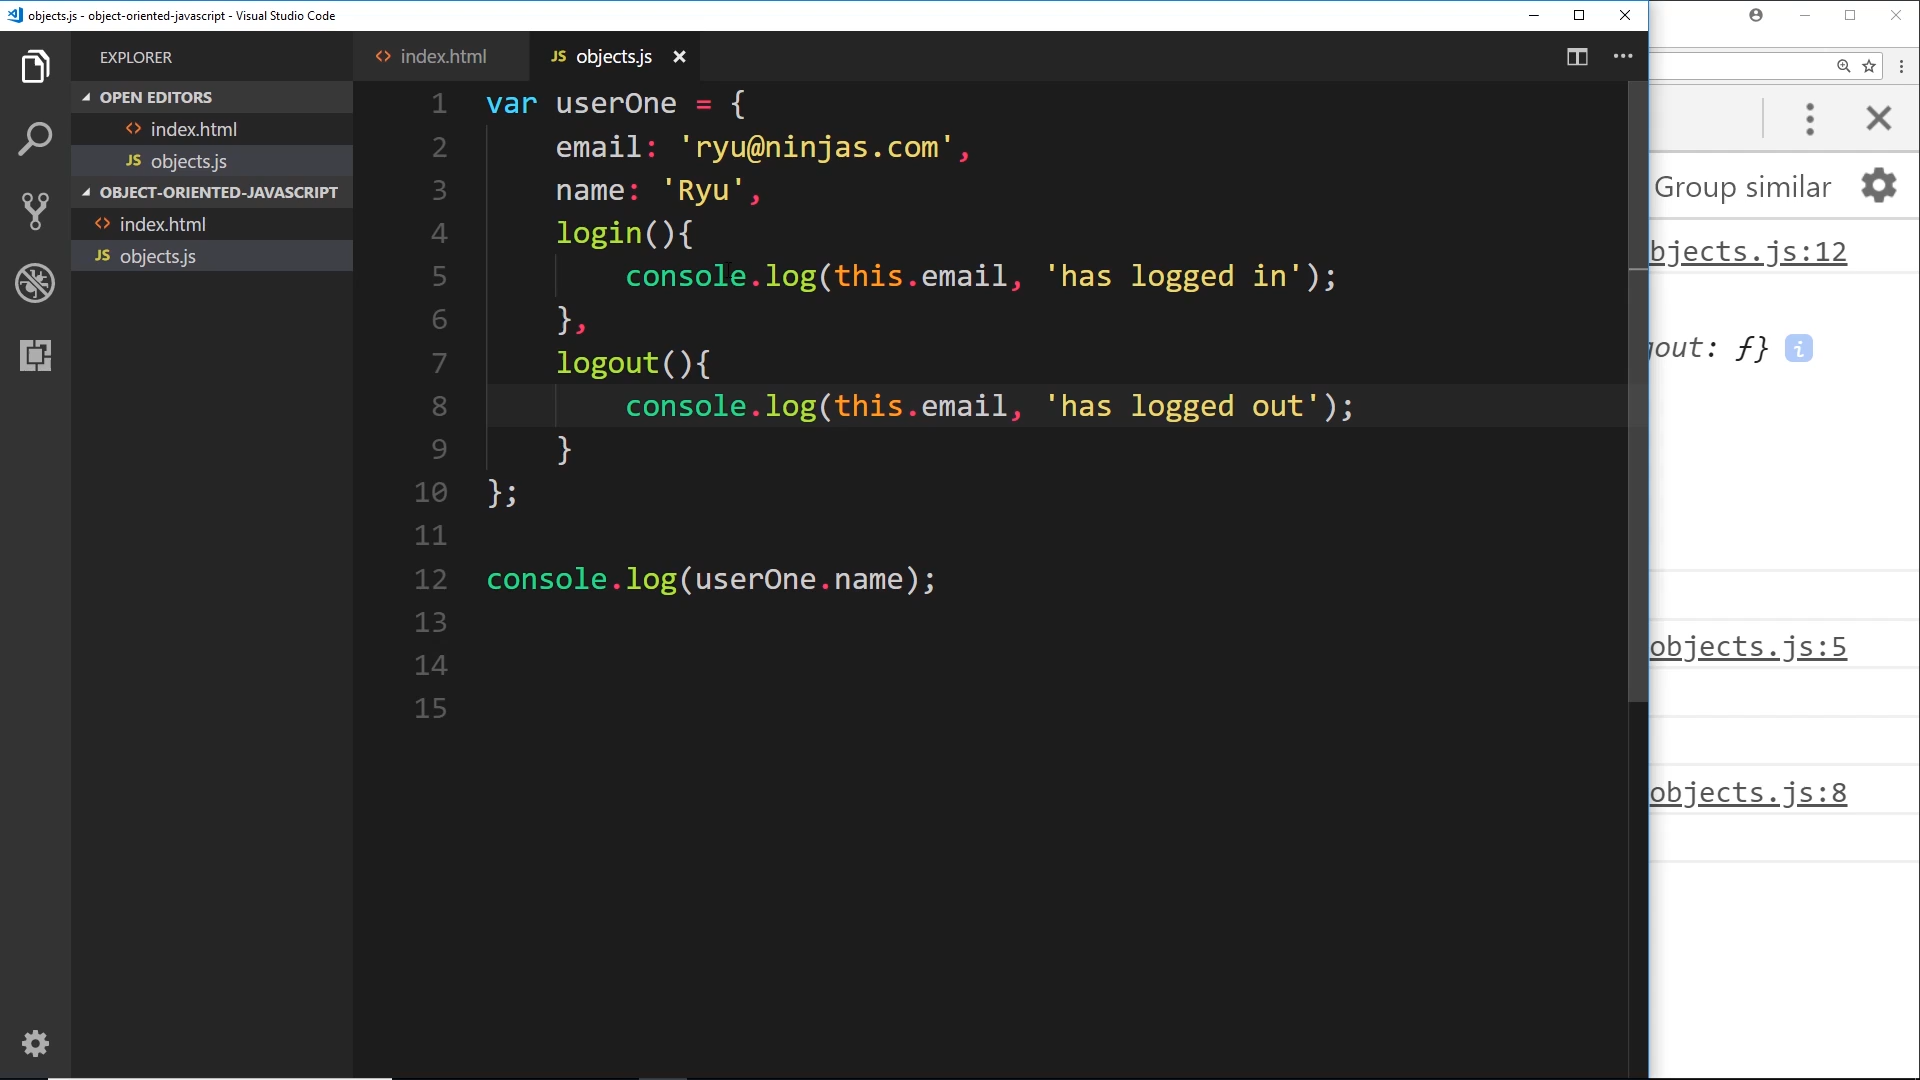 objects.js - object-oriented-javascript - Visual Studio Code
EXPLORER
OPEN EDITORS
index.html
JS objects.js
OBJECT-ORIENTED-JAVASCRIPT
index.html
JS objects.js
index.html
JS objects.js
1 var userOne = {
2 email: 'ryu@ninjas.com',
3 name: 'Ryu',
4 login(){
5 console.log(this.email, 'has logged in');
6 },
7 logout(){
8 console.log(this.email, 'has logged out');
9 }
10 };
11
12 console.log(userOne.name);
13
14
15
Group similar
bjects.js:12
gout: ƒ} i
objects.js:5
objects.js:8